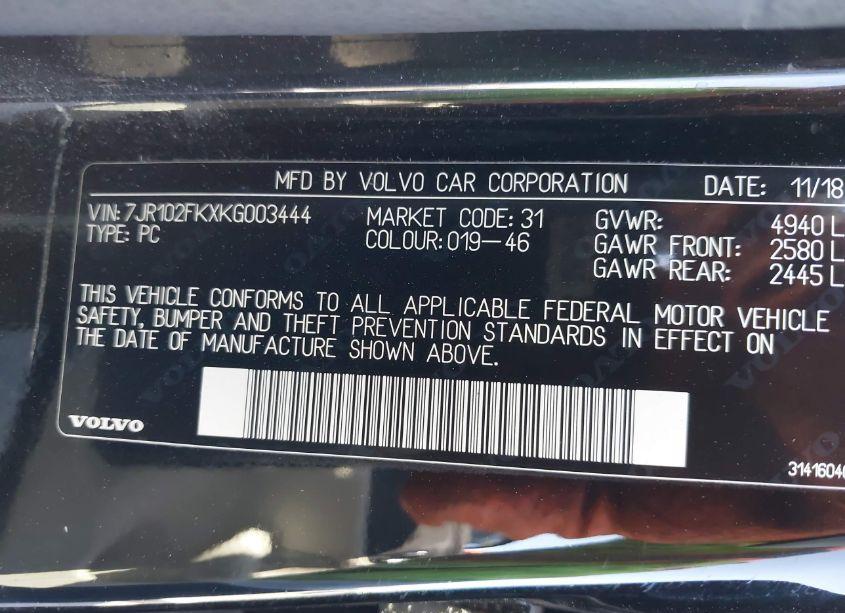 MFD BY VOLVO CAR CORPORATION DATE: 11/18
VIN: 7JR102FKXKG003444 MARKET CODE: 31 GVWR: 4940 L
TYPE: PC COLOUR: 019-46 GAWR FRONT: 2580 L
GAWR REAR: 2445 L
THIS VEHICLE CONFORMS TO ALL APPLICABLE FEDERAL MOTOR VEHICLE
SAFETY, BUMPER AND THEFT PREVENTION STANDARDS IN EFFECT ON
THE DATE OF MANUFACTURE SHOWN ABOVE.
VOLVO
3141604